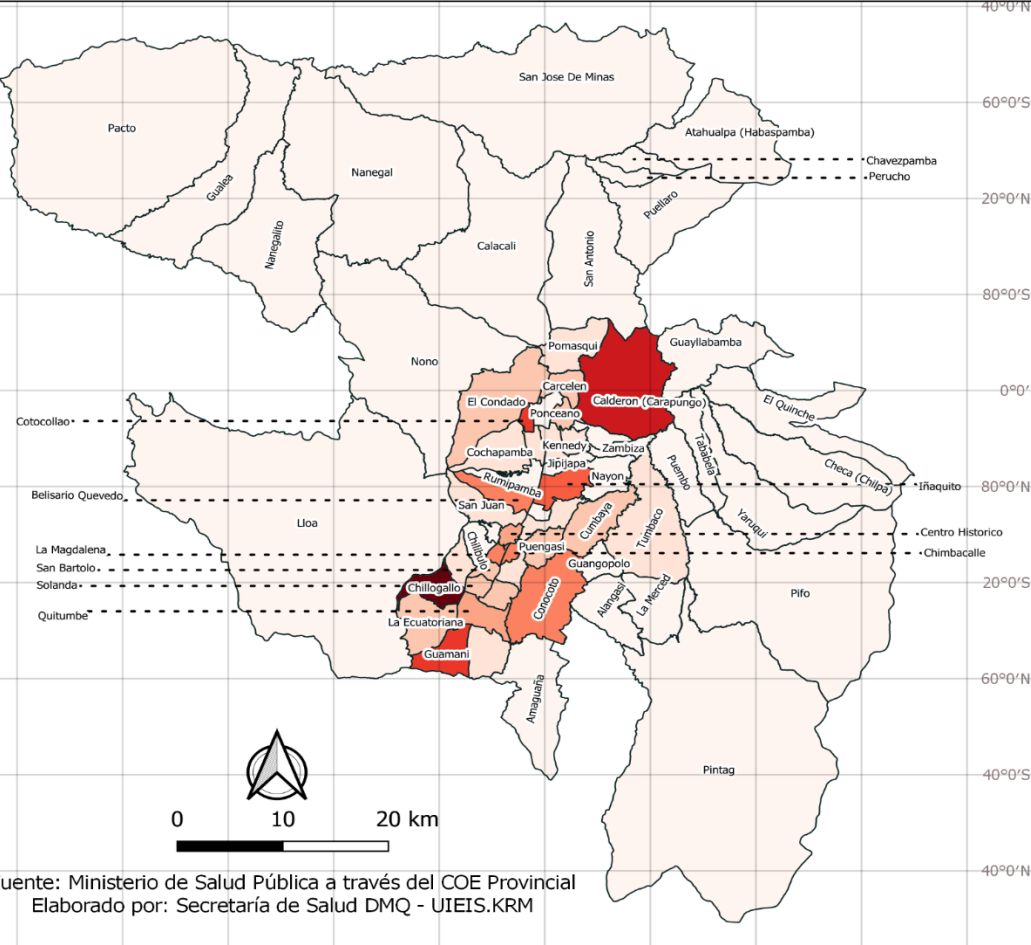 40°0'N
San Jose De Minas
60°0'S
Pacto
Atahualpa (Habaspamba)
Chavezpamba
Nanegal
Perucho
Gualea
20°0'N
Puellaro
Nanegalito
Calacali
San Antonio
80°0'S
Pomasqui
Guayllabamba
Nono
Carcelen
0°0'
El Condado
Calderon (Carapungo)
El Quinche
Ponceano
Cotocollao
Kennedy
Zambiza
Cochapamba
Tababela
Jipijapa
Puembo
Checa (Chilpa)
Nayon
Rumipamba
80°0'N
Iñaquito
Belisario Quevedo
San Juan
Lloa
Cumbaya
Tumbaco
Yaruqui
Centro Historico
Chilibulo
Puengasi
La Magdalena
Chimbacalle
Guangopolo
San Bartolo
20°0'S
Solanda
Chillogallo
Conocoto
Alangasi
La Merced
Pifo
Quitumbe
La Ecuatoriana
Guamani
60°0'N
Amaguaña
Pintag
40°0'S
0 10 20 km
40°0'N
uente: Ministerio de Salud Pública a través del COE Provincial
Elaborado por: Secretaría de Salud DMQ - UIEIS.KRM